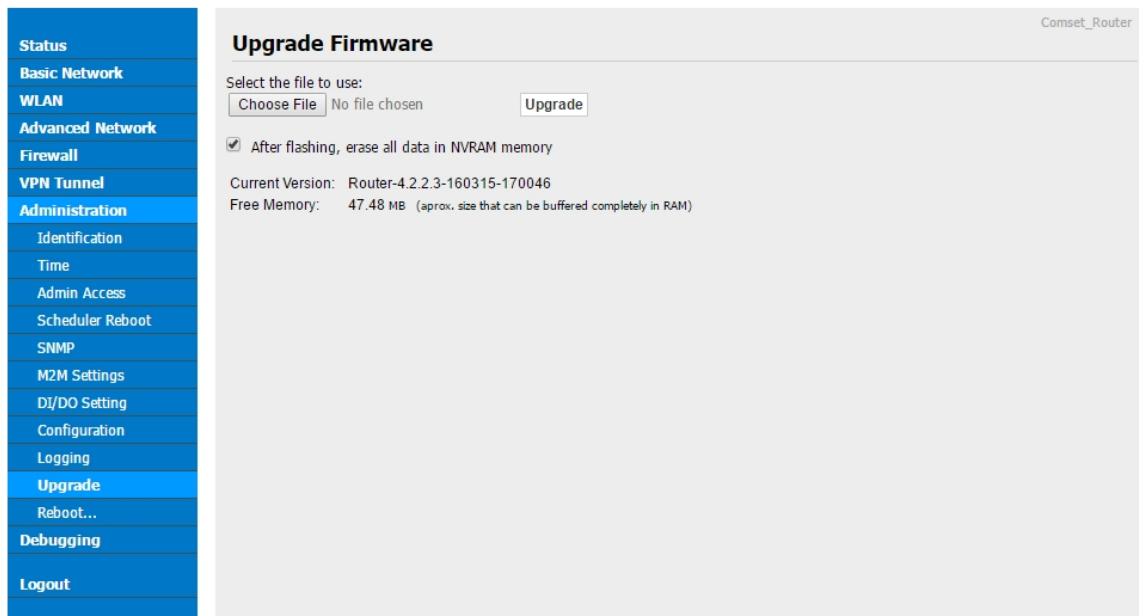 Comset_Router
Status
Basic Network
WLAN
Advanced Network
Firewall
VPN Tunnel
Administration
Identification
Time
Admin Access
Scheduler Reboot
SNMP
M2M Settings
DI/DO Setting
Configuration
Logging
Upgrade
Reboot...
Debugging
Logout
Upgrade Firmware
Select the file to use:
Choose File No file chosen Upgrade
After flashing, erase all data in NVRAM memory
Current Version: Router-4.2.2.3-160315-170046
Free Memory: 47.48 MB (aprox. size that can be buffered completely in RAM)